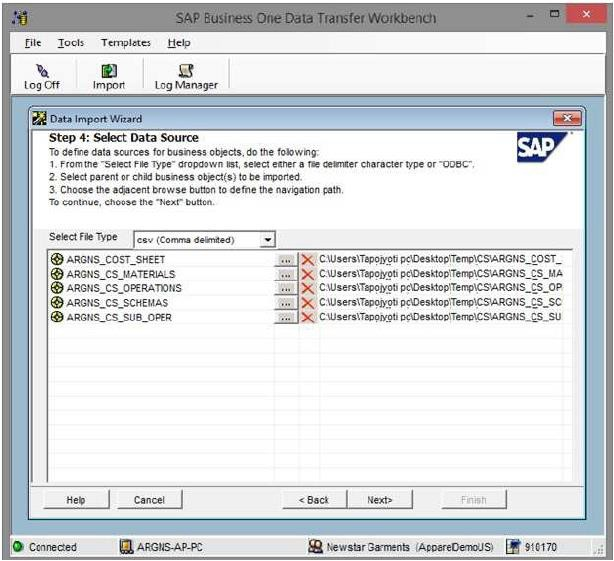 SAP Business One Data Transfer Workbench
File Tools Templates Help
Log Off Import Log Manager
Data Import Wizard
Step 4: Select Data Source
SAP
To define data sources for business objects, do the following:
1. From the "Select File Type" dropdown list, select either a file delimiter character type or "ODBC".
2. Select parent or child business object(s) to be imported.
3. Choose the adjacent browse button to define the navigation path.
To continue, choose the "Next" button.
Select File Type csv (Comma delimited)
ARGNS_COST_SHEET ... C:\Users\Tapojyoti pc\Desktop\Temp\CS\ARGNS_COST_
ARGNS_CS_MATERIALS ... C:\Users\Tapojyoti pc\Desktop\Temp\CS\ARGNS_CS_MA
ARGNS_CS_OPERATIONS ... C:\Users\Tapojyoti pc\Desktop\Temp\CS\ARGNS_CS_OP
ARGNS_CS_SCHEMAS ... C:\Users\Tapojyoti pc\Desktop\Temp\CS\ARGNS_CS_SC
ARGNS_CS_SUB_OPER ... C:\Users\Tapojyoti pc\Desktop\Temp\CS\ARGNS_CS_SU
Help Cancel < Back Next> Finish
Connected ARGNS-AP-PC Newstar Garments (AppareDemoUS) 910170